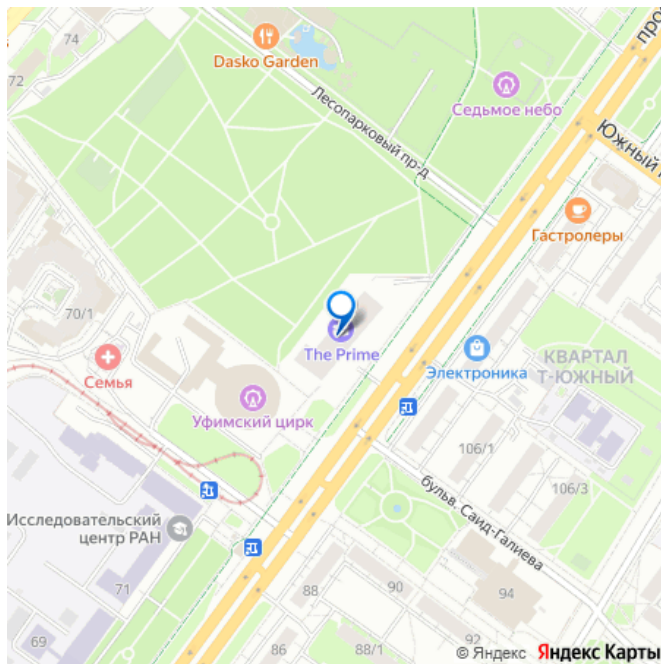 74
72
Dasko Garden
про
Седьмое небо
Лесопарковый пр-д
Южный
Гастролеры
70/1
The Prime
Семья
Электроника
КВАРТАЛ
Т-ЮЖНЫЙ
Уфимский цирк
106/1
106/3
бульв. Саид-Галиева
Исследовательский
центр РАН
71
69
88
90
94
86
88/1
92
© Яндекс Яндекс Карты